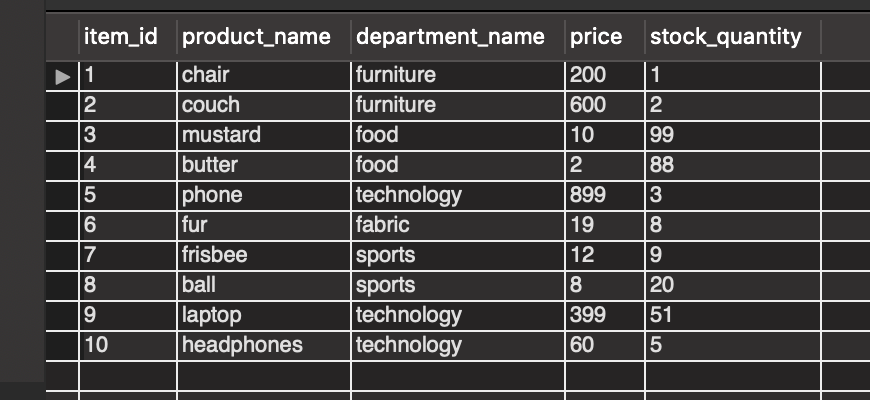 item_id product_name department_name price stock_quantity
1 chair furniture 200 1
2 couch furniture 600 2
3 mustard food 10 99
4 butter food 2 88
5 phone technology 899 3
6 fur fabric 19 8
7 frisbee sports 12 9
8 ball sports 8 20
9 laptop technology 399 51
10 headphones technology 60 5